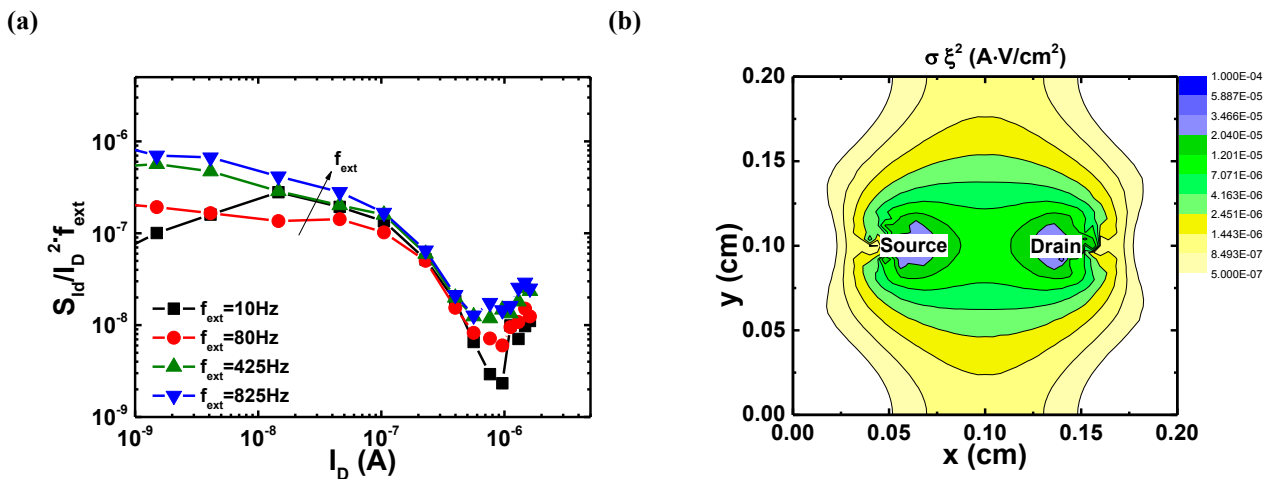 (a)
S_Id/I_D^2*f_ext
10^-6
10^-7
10^-8
10^-9
f_ext
f_ext=10Hz
f_ext=80Hz
f_ext=425Hz
f_ext=825Hz
10^-9 10^-8 10^-7 10^-6
I_D (A)
(b)
σ ξ² (A·V/cm²)
y (cm)
0.20
0.15
0.10
0.05
0.00
Source
Drain
0.00 0.05 0.10 0.15 0.20
x (cm)
1.000E-04
5.887E-05
3.466E-05
2.040E-05
1.201E-05
7.071E-06
4.163E-06
2.451E-06
1.443E-06
8.493E-07
5.000E-07